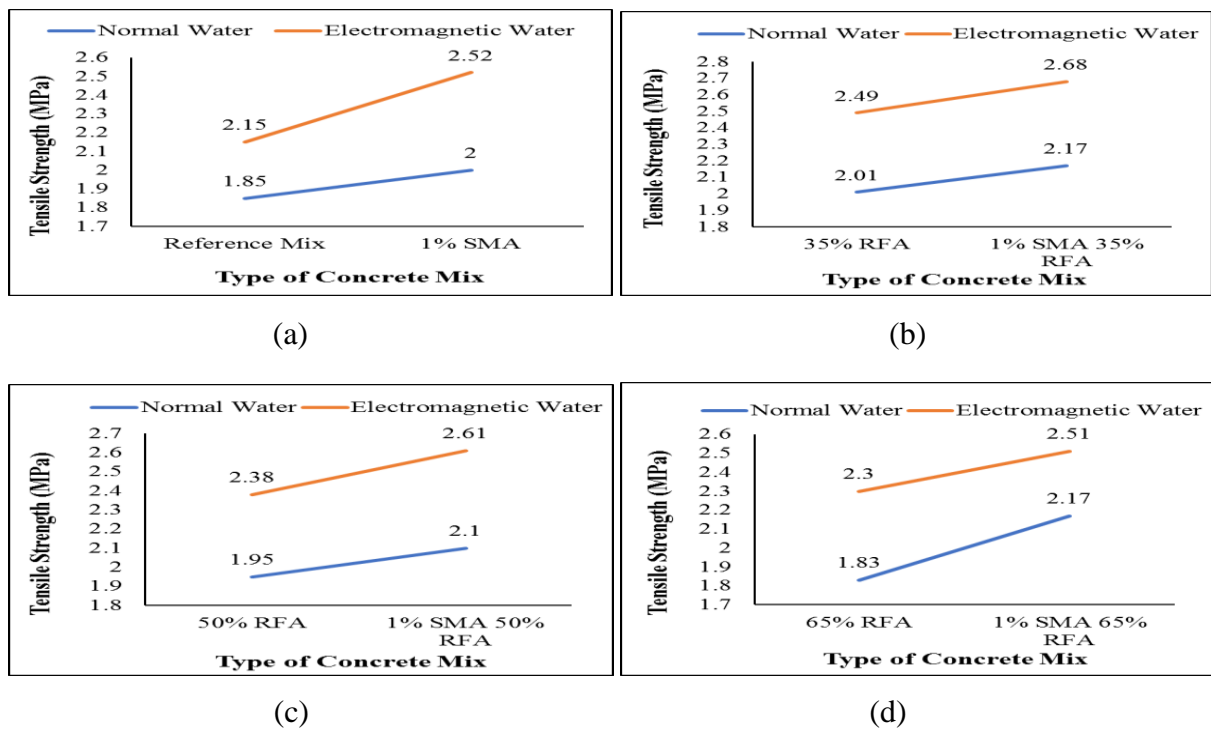 Normal Water Electromagnetic Water
Tensile Strength (MPa)
2.6
2.5
2.4
2.3
2.2
2.1
2
1.9
1.8
1.7
2.52
2.15
2
1.85
Reference Mix 1% SMA
Type of Concrete Mix
(a)
Normal Water Electromagnetic Water
Tensile Strength (MPa)
2.8
2.7
2.6
2.5
2.4
2.3
2.2
2.1
2
1.9
1.8
2.68
2.49
2.17
2.01
35% RFA 1% SMA 35%
RFA
Type of Concrete Mix
(b)
Normal Water Electromagnetic Water
Tensile Strength (MPa)
2.7
2.6
2.5
2.4
2.3
2.2
2.1
2
1.9
1.8
2.61
2.38
2.1
1.95
50% RFA 1% SMA 50%
RFA
Type of Concrete Mix
(c)
Normal Water Electromagnetic Water
Tensile Strength (MPa)
2.6
2.5
2.4
2.3
2.2
2.1
2
1.9
1.8
1.7
2.51
2.3
2.17
1.83
65% RFA 1% SMA 65%
RFA
Type of Concrete Mix
(d)